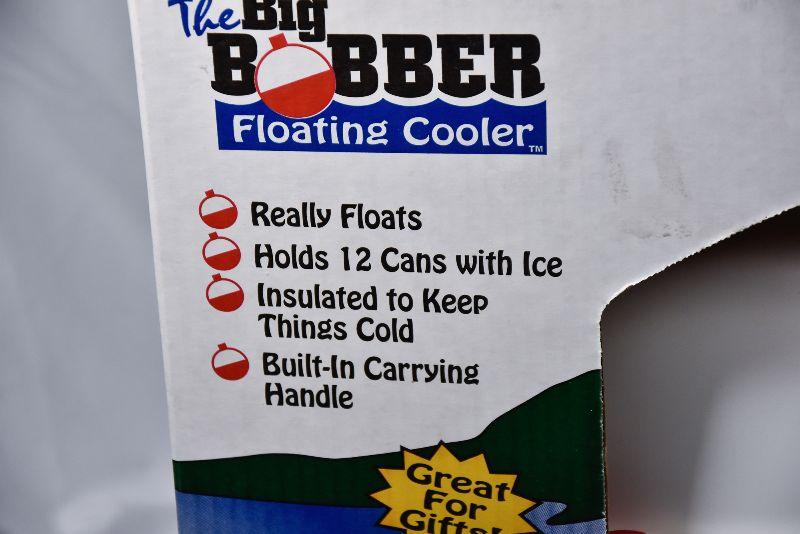 The Big
BOBBER
Floating Cooler TM
Really Floats
Holds 12 Cans with Ice
Insulated to Keep
Things Cold
Built-In Carrying
Handle
Great
For
Gifts!